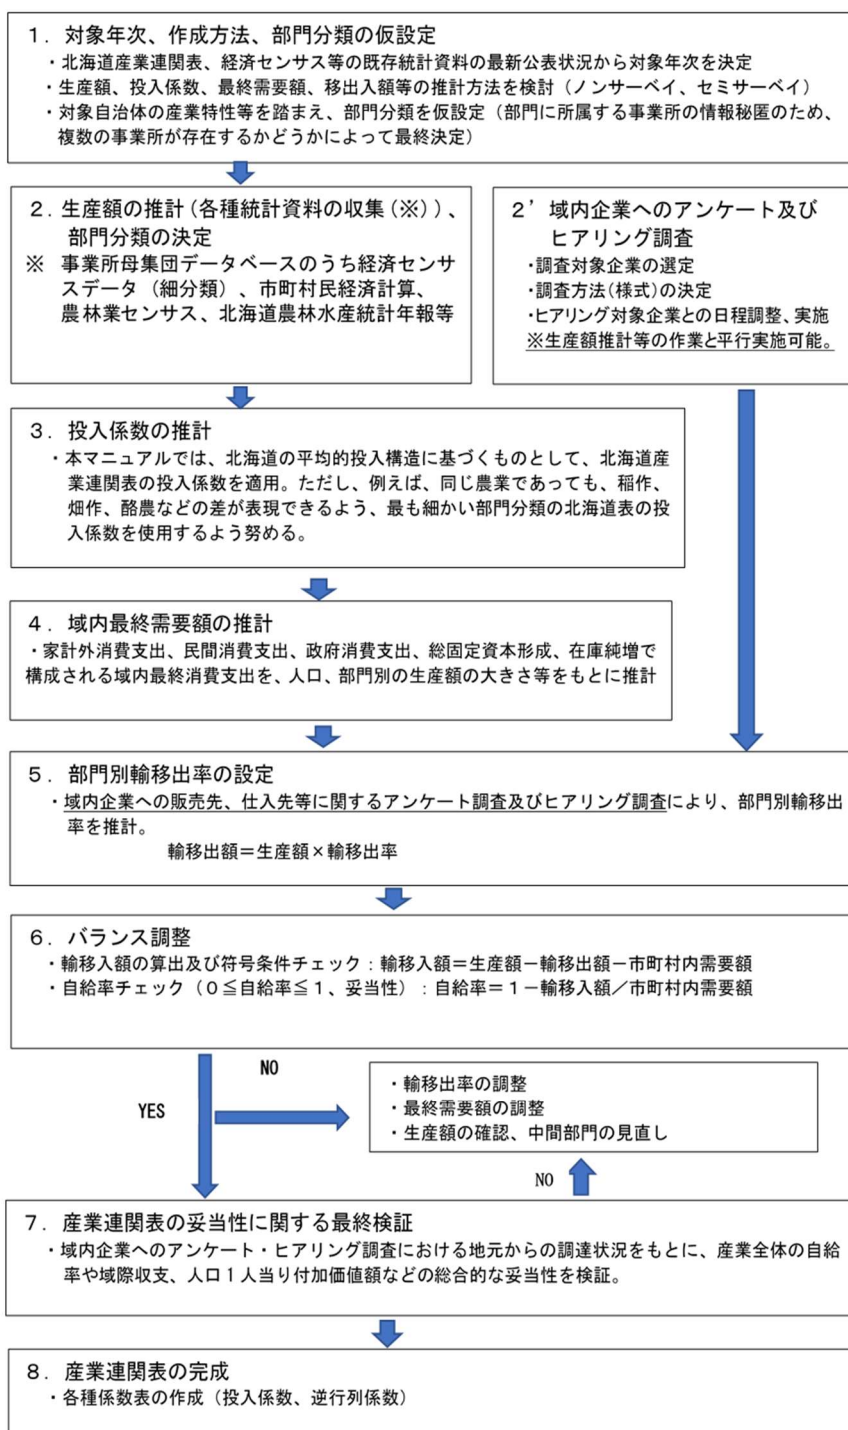 １．対象年次、作成方法、部門分類の仮設定
・北海道産業連関表、経済センサス等の既存統計資料の最新公表状況から対象年次を決定
・生産額、投入係数、最終需要額、移出入額等の推計方法を検討（ノンサーベイ、セミサーベイ）
・対象自治体の産業特性等を踏まえ、部門分類を仮設定（部門に所属する事業所の情報秘匿のため、
複数の事業所が存在するかどうかによって最終決定）
２．生産額の推計（各種統計資料の収集（※））、
部門分類の決定
※ 事業所母集団データベースのうち経済センサ
スデータ（細分類）、市町村民経済計算、
農林業センサス、北海道農林水産統計年報等
２’域内企業へのアンケート及び
ヒアリング調査
・調査対象企業の選定
・調査方法（様式）の決定
・ヒアリング対象企業との日程調整、実施
※生産額推計等の作業と平行実施可能。
３．投入係数の推計
・本マニュアルでは、北海道の平均的投入構造に基づくものとして、北海道産
業連関表の投入係数を適用。ただし、例えば、同じ農業であっても、稲作、
畑作、酪農などの差が表現できるよう、最も細かい部門分類の北海道表の投
入係数を使用するよう努める。
４．域内最終需要額の推計
・家計外消費支出、民間消費支出、政府消費支出、総固定資本形成、在庫純増で
構成される域内最終消費支出を、人口、部門別の生産額の大きさ等をもとに推計
５．部門別輸移出率の設定
・域内企業への販売先、仕入先等に関するアンケート調査及びヒアリング調査により、部門別輸移出
率を推計。
輸移出額＝生産額×輸移出率
６．バランス調整
・輸移入額の算出及び符号条件チェック：輸移入額＝生産額－輸移出額－市町村内需要額
・自給率チェック（０≦自給率≦１、妥当性）：自給率＝１－輸移入額／市町村内需要額
NO
YES
・輸移出率の調整
・最終需要額の調整
・生産額の確認、中間部門の見直し
NO
７．産業連関表の妥当性に関する最終検証
・域内企業へのアンケート・ヒアリング調査における地元からの調達状況をもとに、産業全体の自給
率や域際収支、人口１人当り付加価値額などの総合的な妥当性を検証。
８．産業連関表の完成
・各種係数表の作成（投入係数、逆行列係数）